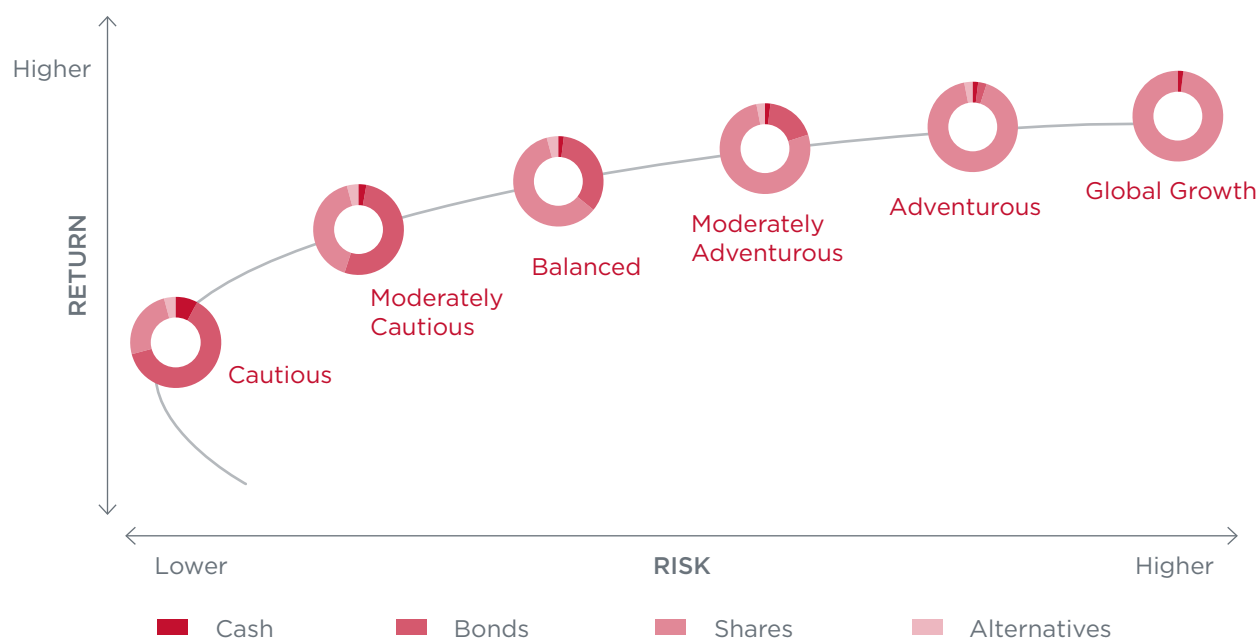 Higher
RETURN
Cautious
Moderately
Cautious
Balanced
Moderately
Adventurous
Adventurous
Global Growth
Lower
RISK
Higher
Cash
Bonds
Shares
Alternatives